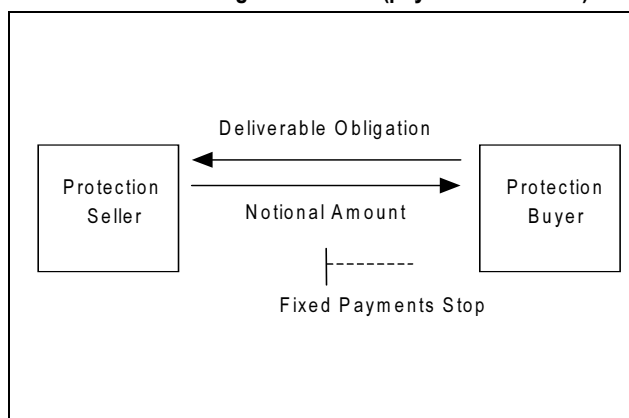 Deliverable Obligation
Protection
Seller
Notional Amount
Protection
Buyer
Fixed Payments Stop